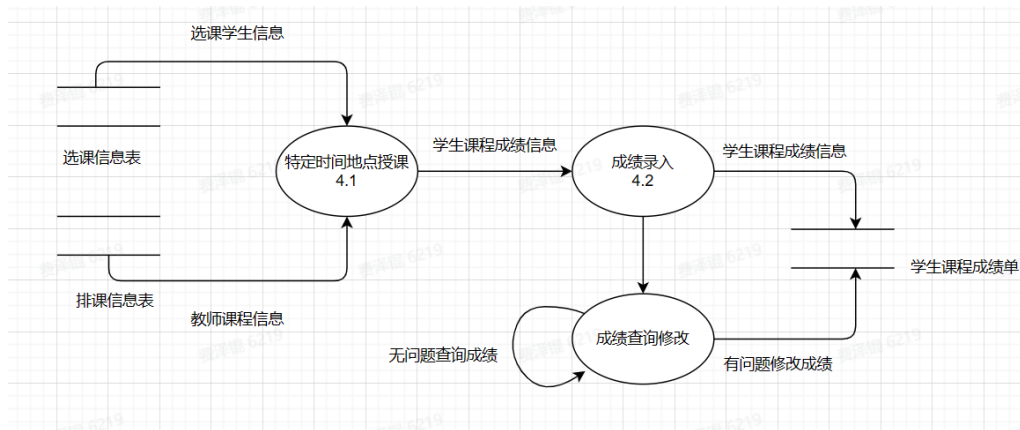 选课学生信息
选课信息表
特定时间地点授课
4.1
学生课程成绩信息
成绩录入
4.2
学生课程成绩信息
学生课程成绩单
排课信息表
教师课程信息
无问题查询成绩
成绩查询修改
有问题修改成绩